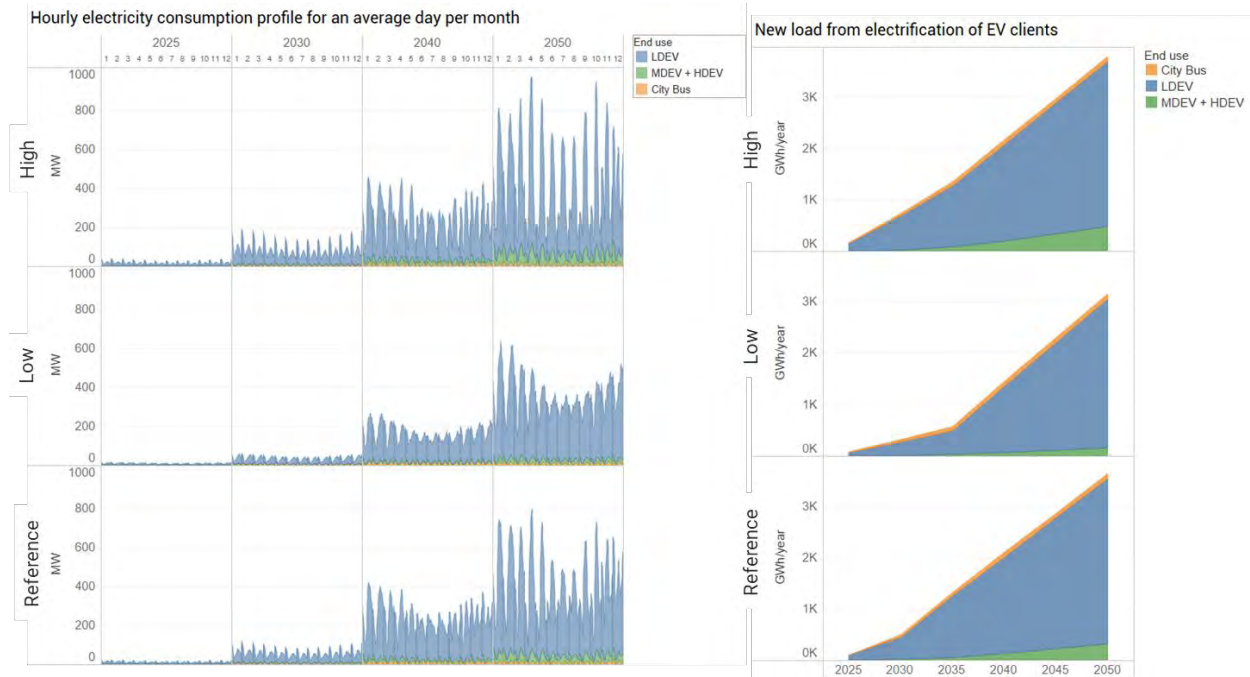 Hourly electricity consumption profile for an average day per month
2025 2030 2040 2050
1 2 3 4 5 6 7 8 9 10 11 12 1 2 3 4 5 6 7 8 9 10 11 12 1 2 3 4 5 6 7 8 9 10 11 12 1 2 3 4 5 6 7 8 9 10 11 12
End use
LDEV
MDEV + HDEV
City Bus
High
MW
1000
800
600
400
200
0
Low
MW
1000
800
600
400
200
0
Reference
MW
1000
800
600
400
200
0
New load from electrification of EV clients
End use
City Bus
LDEV
MDEV + HDEV
High
GWh/year
3K
2K
1K
0K
Low
GWh/year
3K
2K
1K
0K
Reference
GWh/year
3K
2K
1K
0K
2025 2030 2035 2040 2045 2050